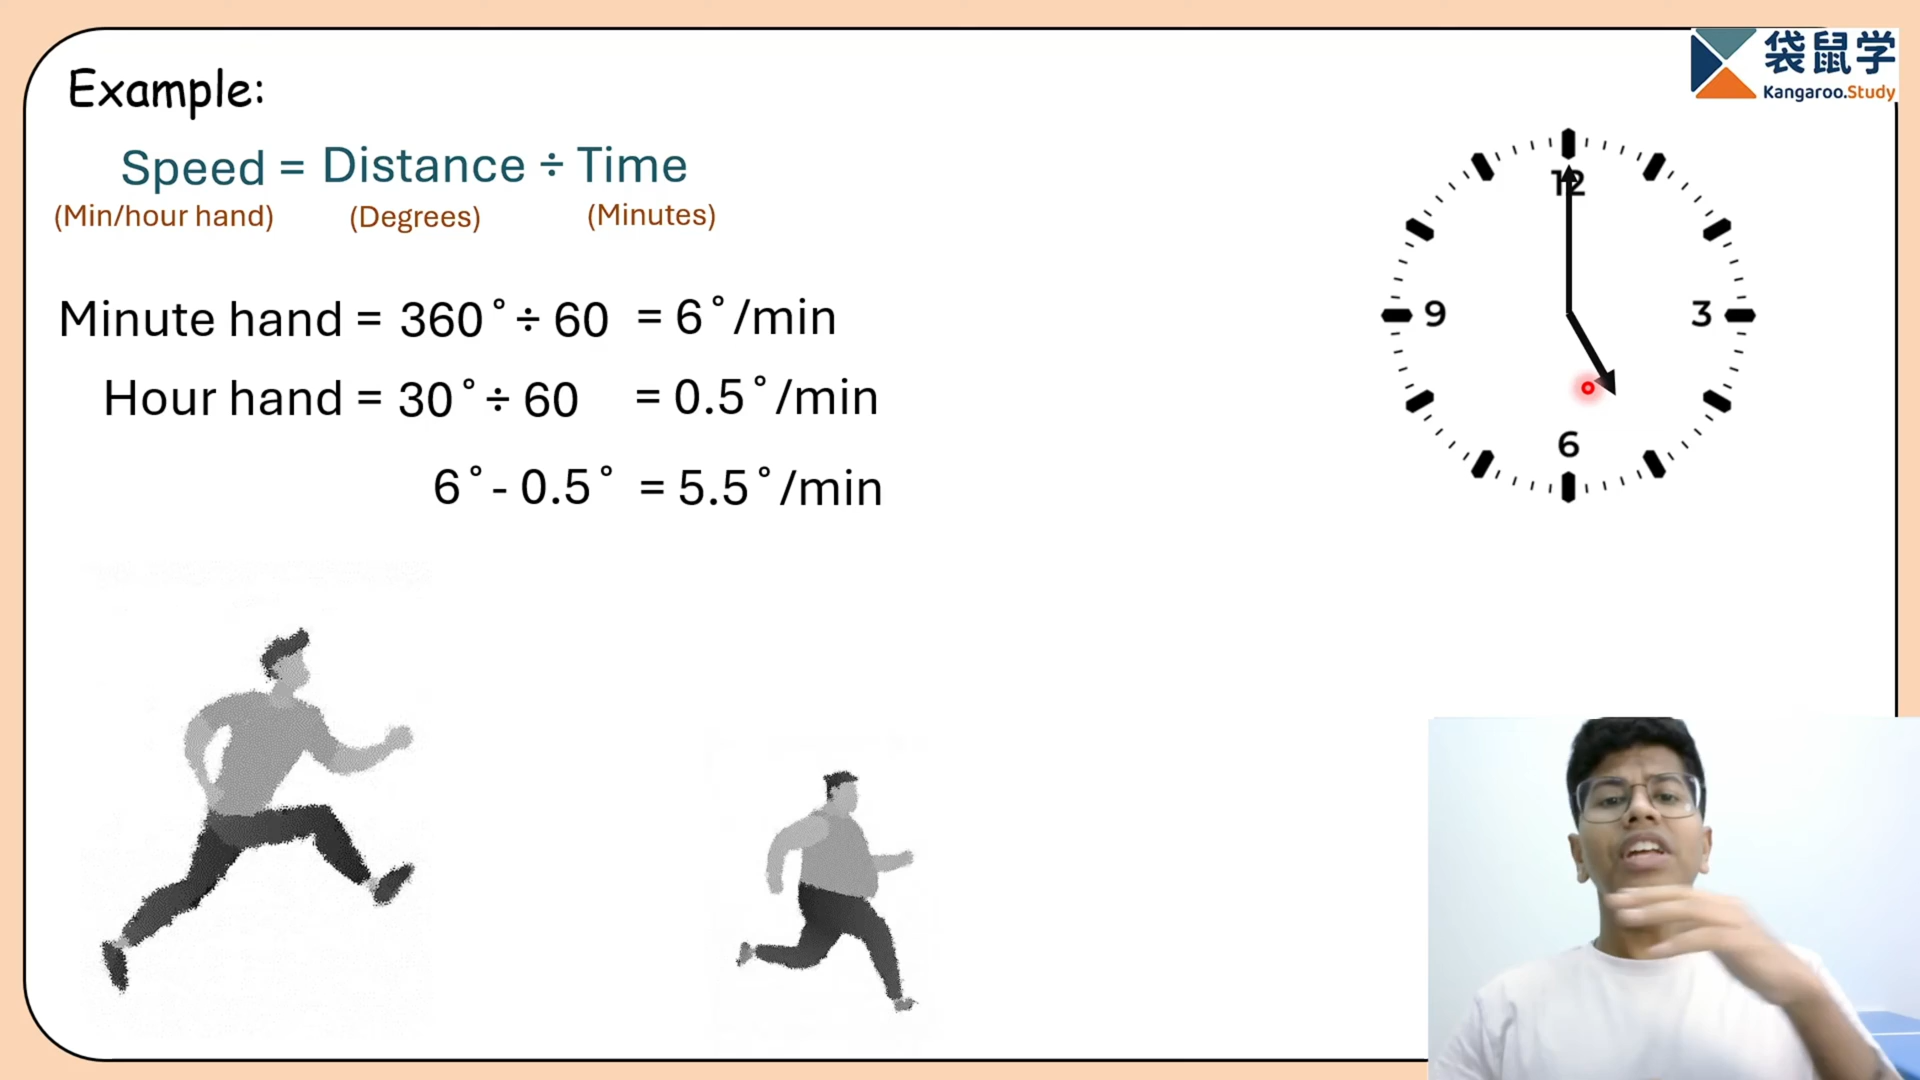 Example:
袋鼠学
Kangaroo.Study
Speed = Distance ÷ Time
(Min/hour hand) (Degrees) (Minutes)
Minute hand = 360° ÷ 60 = 6°/min
Hour hand = 30° ÷ 60 = 0.5°/min
6° - 0.5° = 5.5°/min
12
9 3
6